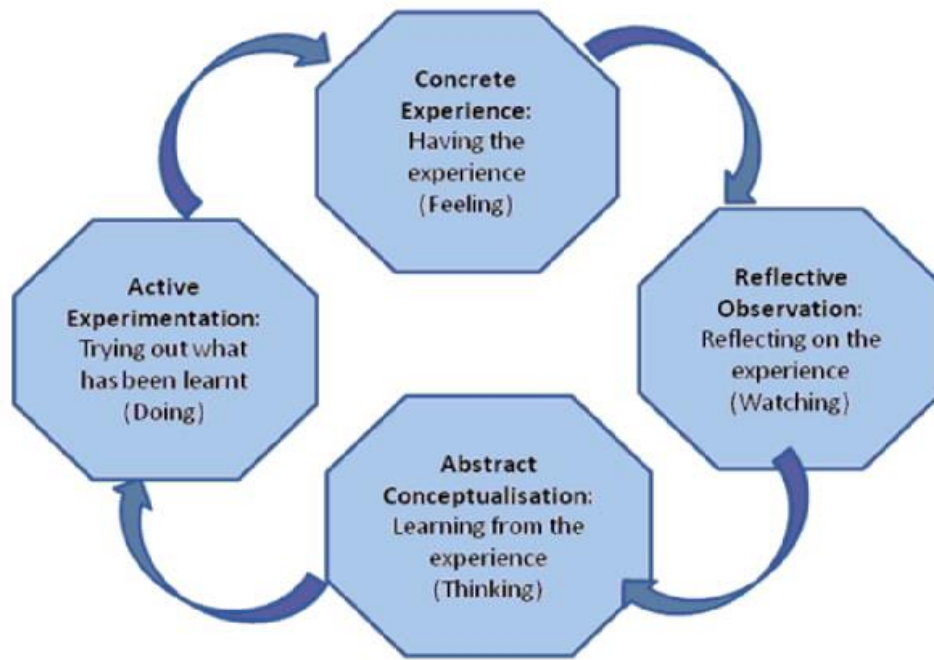 Concrete
Experience:
Having the
experience
(Feeling)
Reflective
Observation:
Reflecting on the
experience
(Watching)
Abstract
Conceptualisation:
Learning from the
experience
(Thinking)
Active
Experimentation:
Trying out what
has been learnt
(Doing)